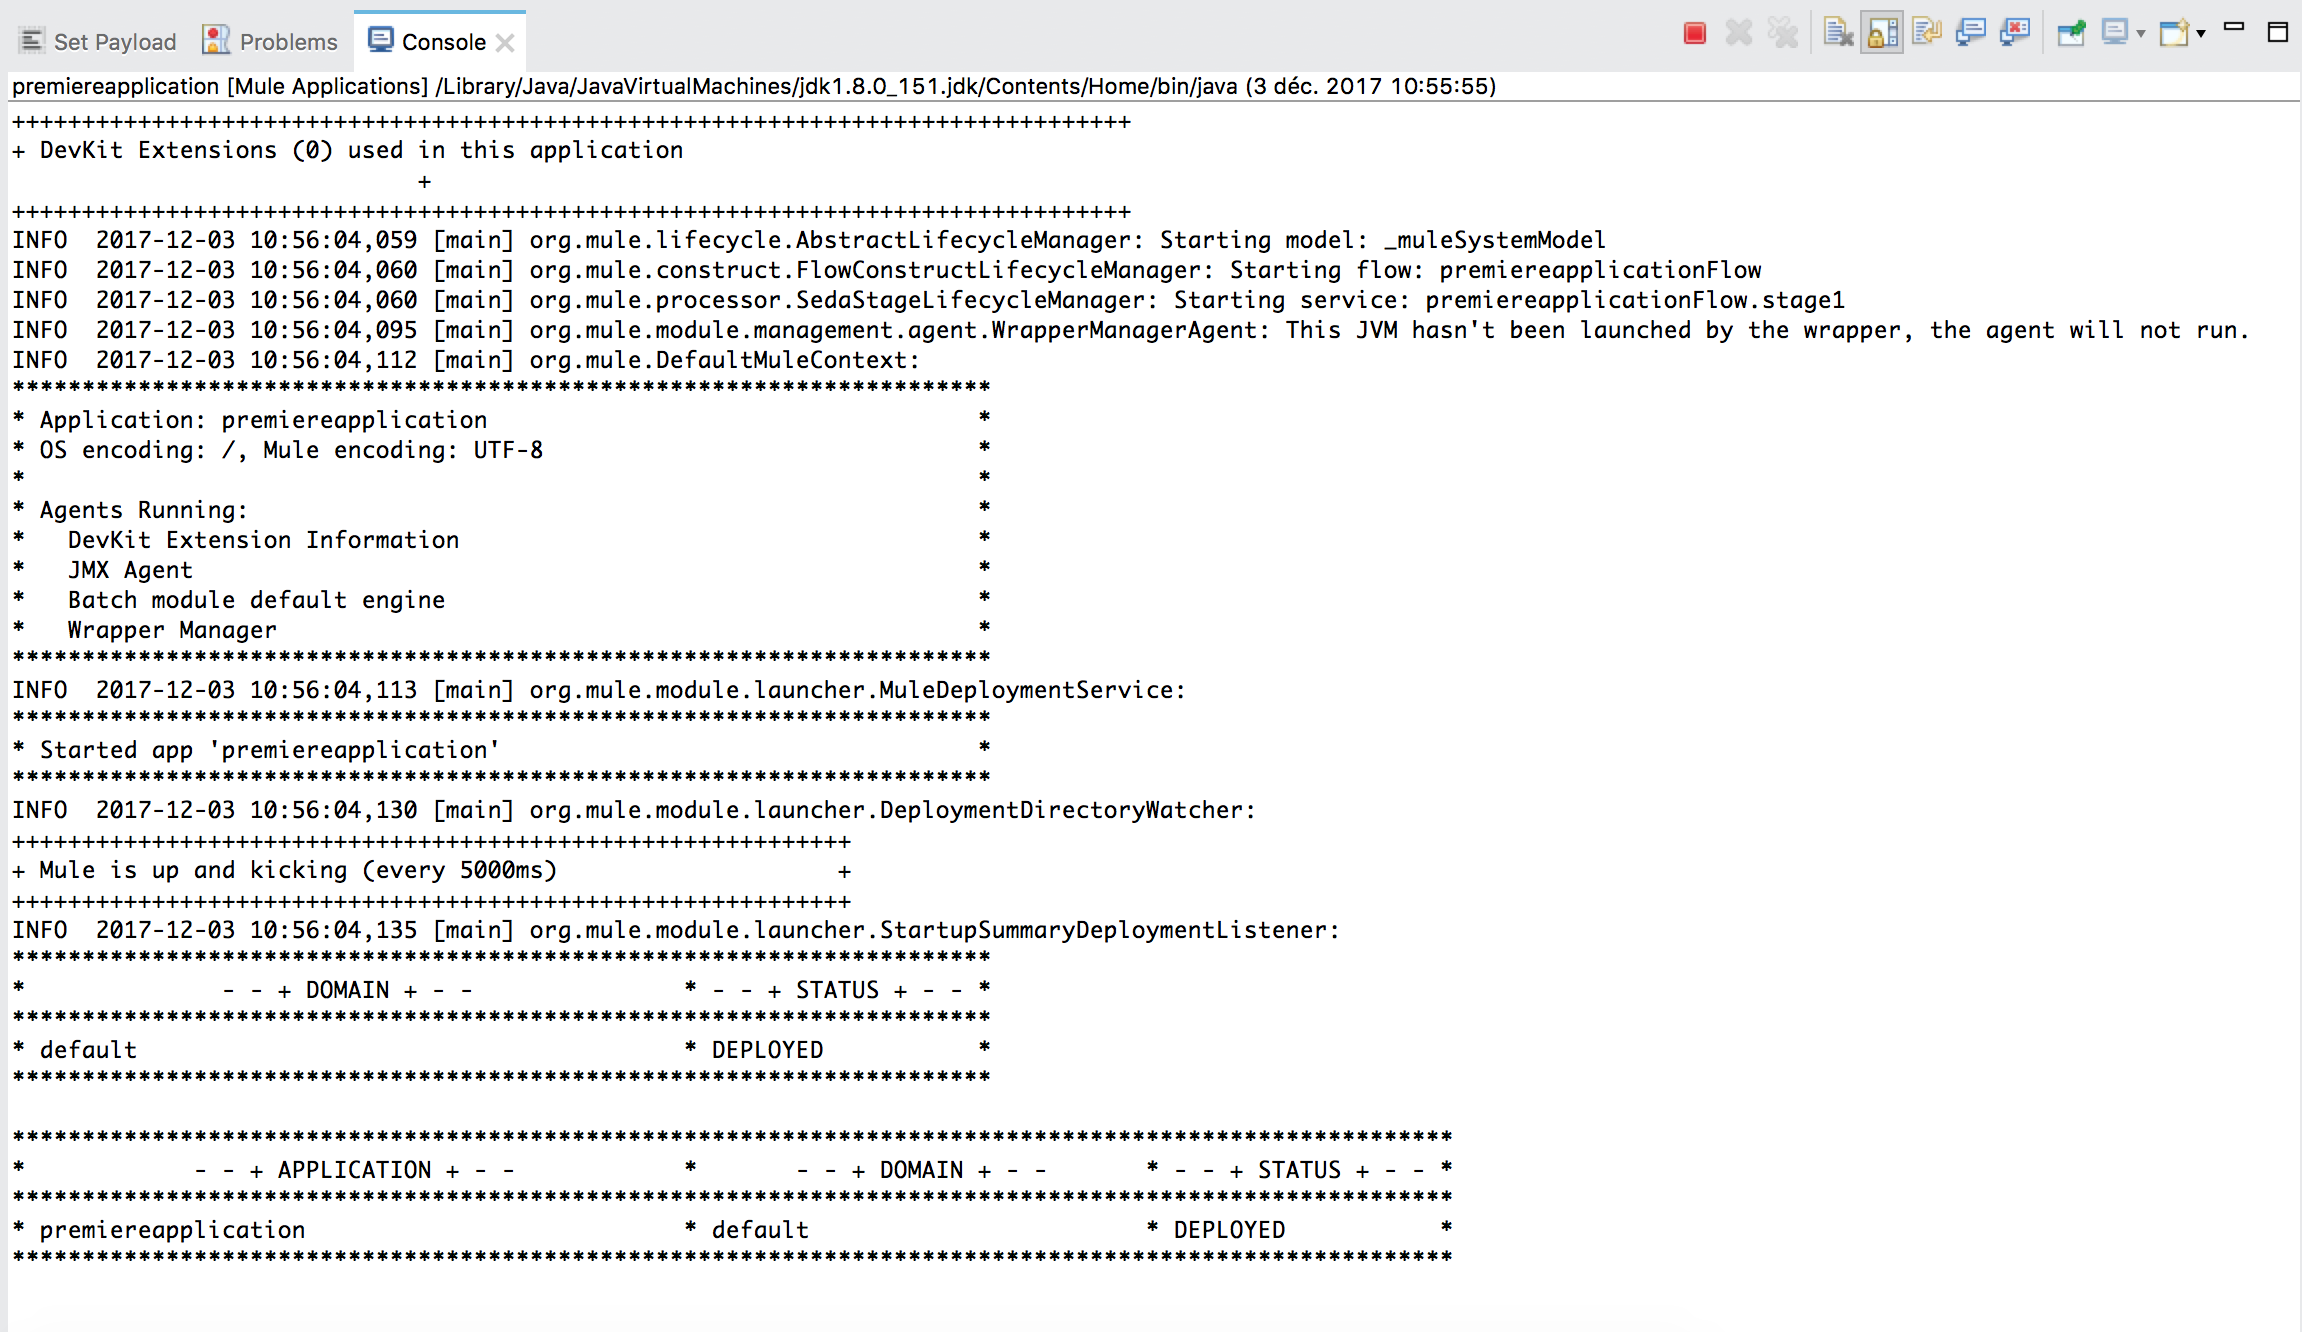 Set Payload Problems Console
premiereapplication [Mule Applications] /Library/Java/JavaVirtualMachines/jdk1.8.0_151.jdk/Contents/Home/bin/java (3 déc. 2017 10:55:55)
++++++++++++++++++++++++++++++++++++++++++++++++++++++++++++++++++++++++++++++++
+ DevKit Extensions (0) used in this application
                             +
++++++++++++++++++++++++++++++++++++++++++++++++++++++++++++++++++++++++++++++++
INFO  2017-12-03 10:56:04,059 [main] org.mule.lifecycle.AbstractLifecycleManager: Starting model: _muleSystemModel
INFO  2017-12-03 10:56:04,060 [main] org.mule.construct.FlowConstructLifecycleManager: Starting flow: premiereapplicationFlow
INFO  2017-12-03 10:56:04,060 [main] org.mule.processor.SedaStageLifecycleManager: Starting service: premiereapplicationFlow.stage1
INFO  2017-12-03 10:56:04,095 [main] org.mule.module.management.agent.WrapperManagerAgent: This JVM hasn't been launched by the wrapper, the agent will not run.
INFO  2017-12-03 10:56:04,112 [main] org.mule.DefaultMuleContext:
**********************************************************************
* Application: premiereapplication                                   *
* OS encoding: /, Mule encoding: UTF-8                               *
*                                                                    *
* Agents Running:                                                    *
*   DevKit Extension Information                                     *
*   JMX Agent                                                        *
*   Batch module default engine                                      *
*   Wrapper Manager                                                  *
**********************************************************************
INFO  2017-12-03 10:56:04,113 [main] org.mule.module.launcher.MuleDeploymentService:
**********************************************************************
* Started app 'premiereapplication'                                  *
**********************************************************************
INFO  2017-12-03 10:56:04,130 [main] org.mule.module.launcher.DeploymentDirectoryWatcher:
++++++++++++++++++++++++++++++++++++++++++++++++++++++++++++
+ Mule is up and kicking (every 5000ms)                    +
++++++++++++++++++++++++++++++++++++++++++++++++++++++++++++
INFO  2017-12-03 10:56:04,135 [main] org.mule.module.launcher.StartupSummaryDeploymentListener:
**********************************************************************
*              - - + DOMAIN + - -               * - - + STATUS + - - *
**********************************************************************
* default                                       * DEPLOYED           *
**********************************************************************

*******************************************************************************************************
*            - - + APPLICATION + - -            *       - - + DOMAIN + - -       * - - + STATUS + - - *
*******************************************************************************************************
* premiereapplication                           * default                        * DEPLOYED           *
*******************************************************************************************************